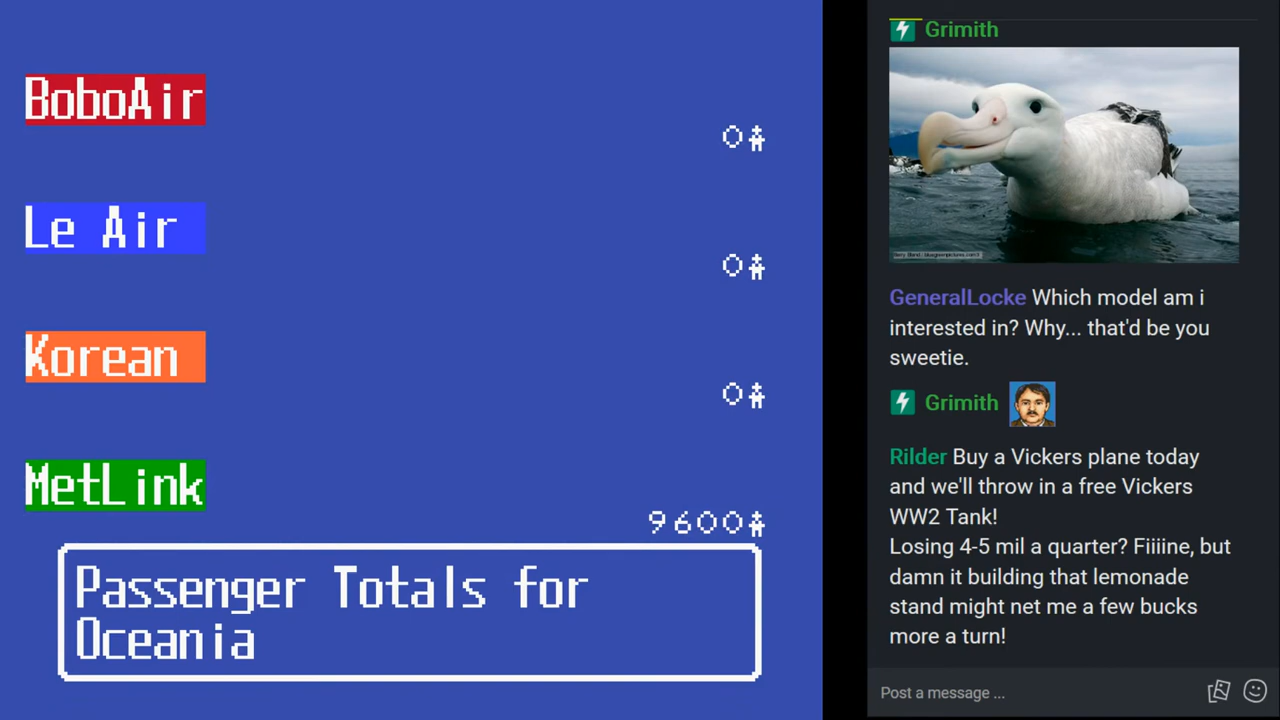 BoboAir
0
Le Air
0
Korean
0
MetLink
9600
Passenger Totals for
Oceania
Grimith
GeneralLocke Which model am i
interested in? Why... that'd be you
sweetie.
Grimith
Rilder Buy a Vickers plane today
and we'll throw in a free Vickers
WW2 Tank!
Losing 4-5 mil a quarter? Fiiiine, but
damn it building that lemonade
stand might net me a few bucks
more a turn!
Post a message ...